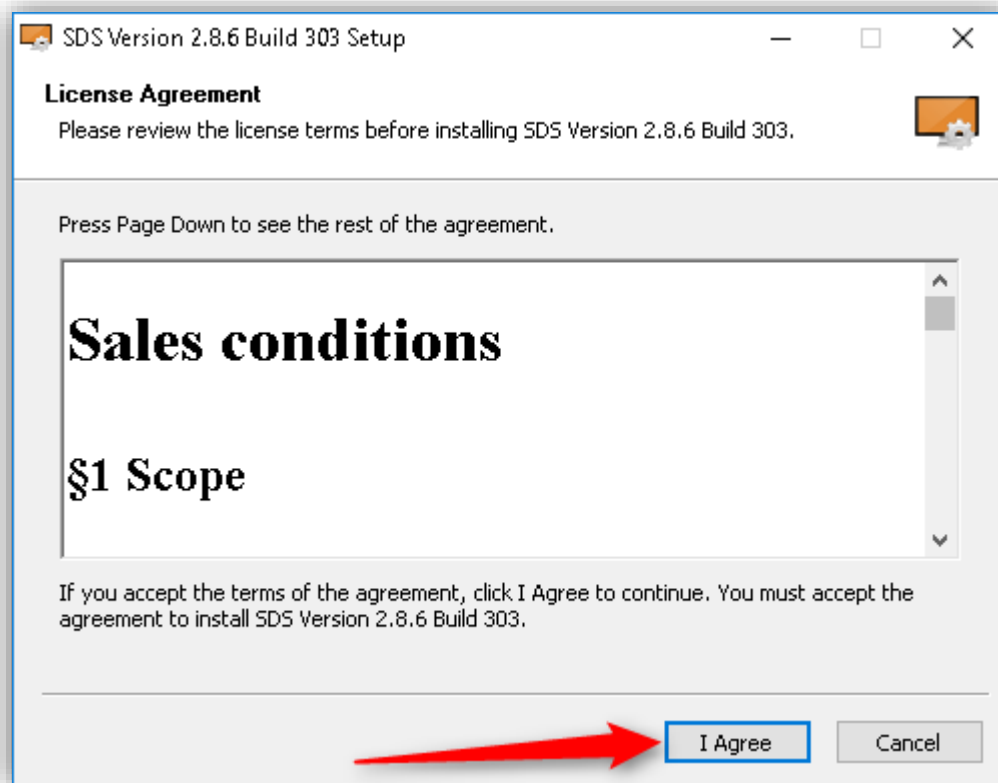 SDS Version 2.8.6 Build 303 Setup
License Agreement
Please review the license terms before installing SDS Version 2.8.6 Build 303.
Press Page Down to see the rest of the agreement.
Sales conditions
§1 Scope
If you accept the terms of the agreement, click I Agree to continue. You must accept the
agreement to install SDS Version 2.8.6 Build 303.
I Agree
Cancel